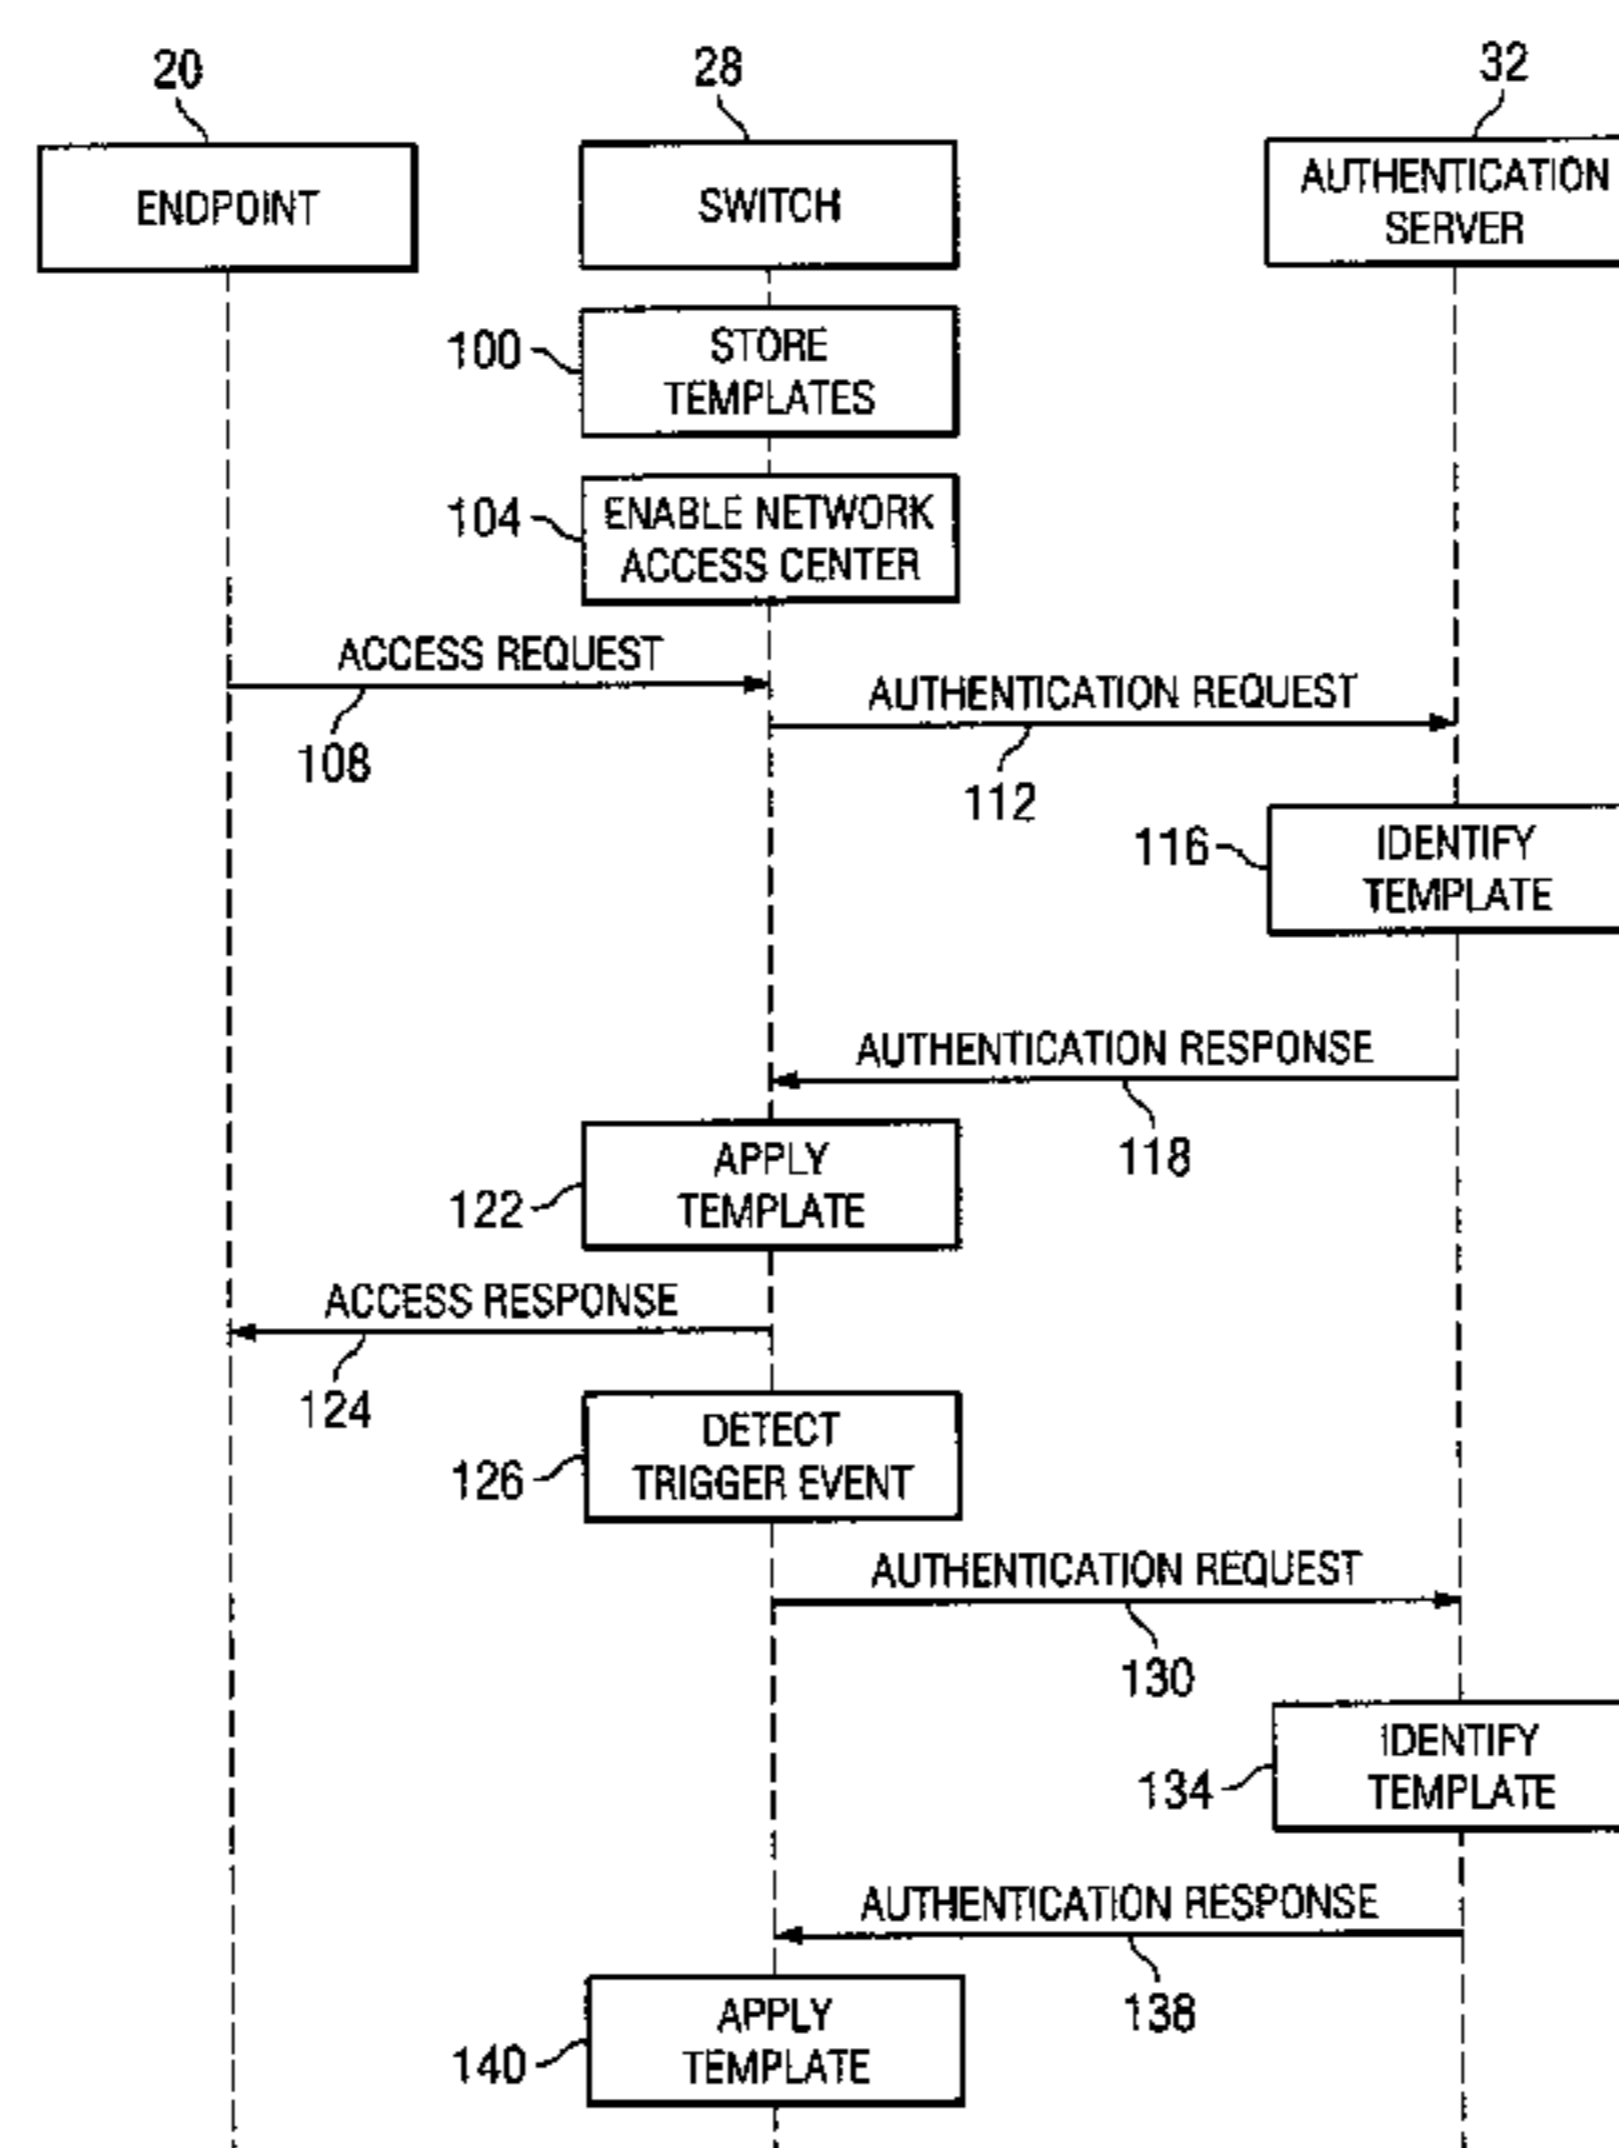 20
28
32
ENDPOINT
SWITCH
AUTHENTICATION
SERVER
100
STORE
TEMPLATES
104
ENABLE NETWORK
ACCESS CENTER
ACCESS REQUEST
108
AUTHENTICATION REQUEST
112
116
IDENTIFY
TEMPLATE
AUTHENTICATION RESPONSE
118
122
APPLY
TEMPLATE
ACCESS RESPONSE
124
126
DETECT
TRIGGER EVENT
AUTHENTICATION REQUEST
130
134
IDENTIFY
TEMPLATE
AUTHENTICATION RESPONSE
138
140
APPLY
TEMPLATE